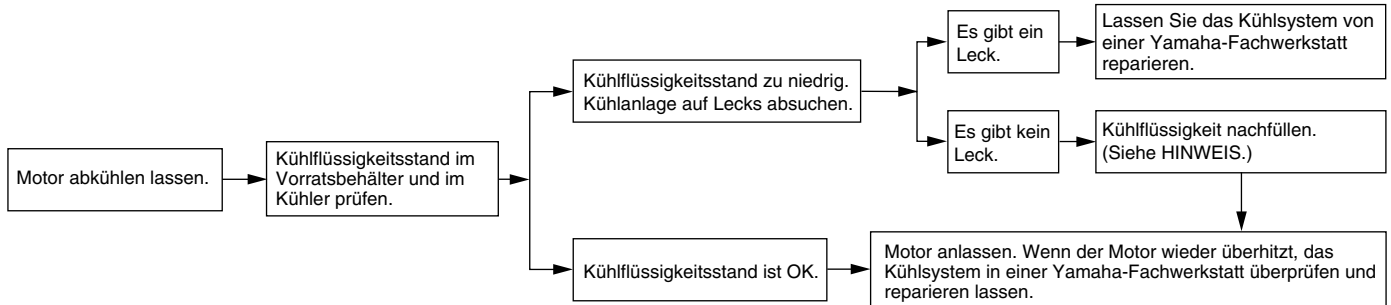 Motor abkühlen lassen.
Kühlflüssigkeitsstand im
Vorratsbehälter und im
Kühler prüfen.
Kühlflüssigkeitsstand zu niedrig.
Kühlanlage auf Lecks absuchen.
Es gibt ein
Leck.
Lassen Sie das Kühlsystem von
einer Yamaha-Fachwerkstatt
reparieren.
Es gibt kein
Leck.
Kühlflüssigkeit nachfüllen.
(Siehe HINWEIS.)
Kühlflüssigkeitsstand ist OK.
Motor anlassen. Wenn der Motor wieder überhitzt, das
Kühlsystem in einer Yamaha-Fachwerkstatt überprüfen und
reparieren lassen.